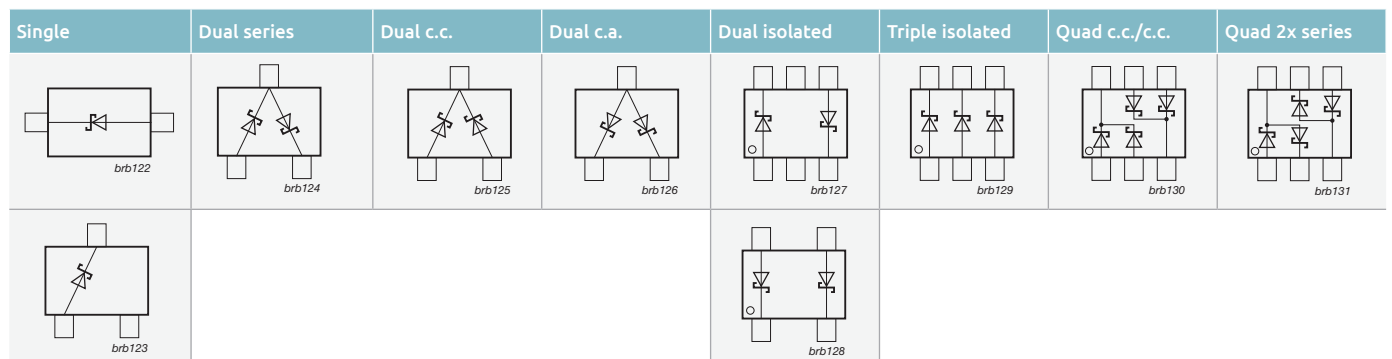 Single
Dual series
Dual c.c.
Dual c.a.
Dual isolated
Triple isolated
Quad c.c./c.c.
Quad 2x series
brb122
brb124
brb125
brb126
brb127
brb129
brb130
brb131
brb123
brb128